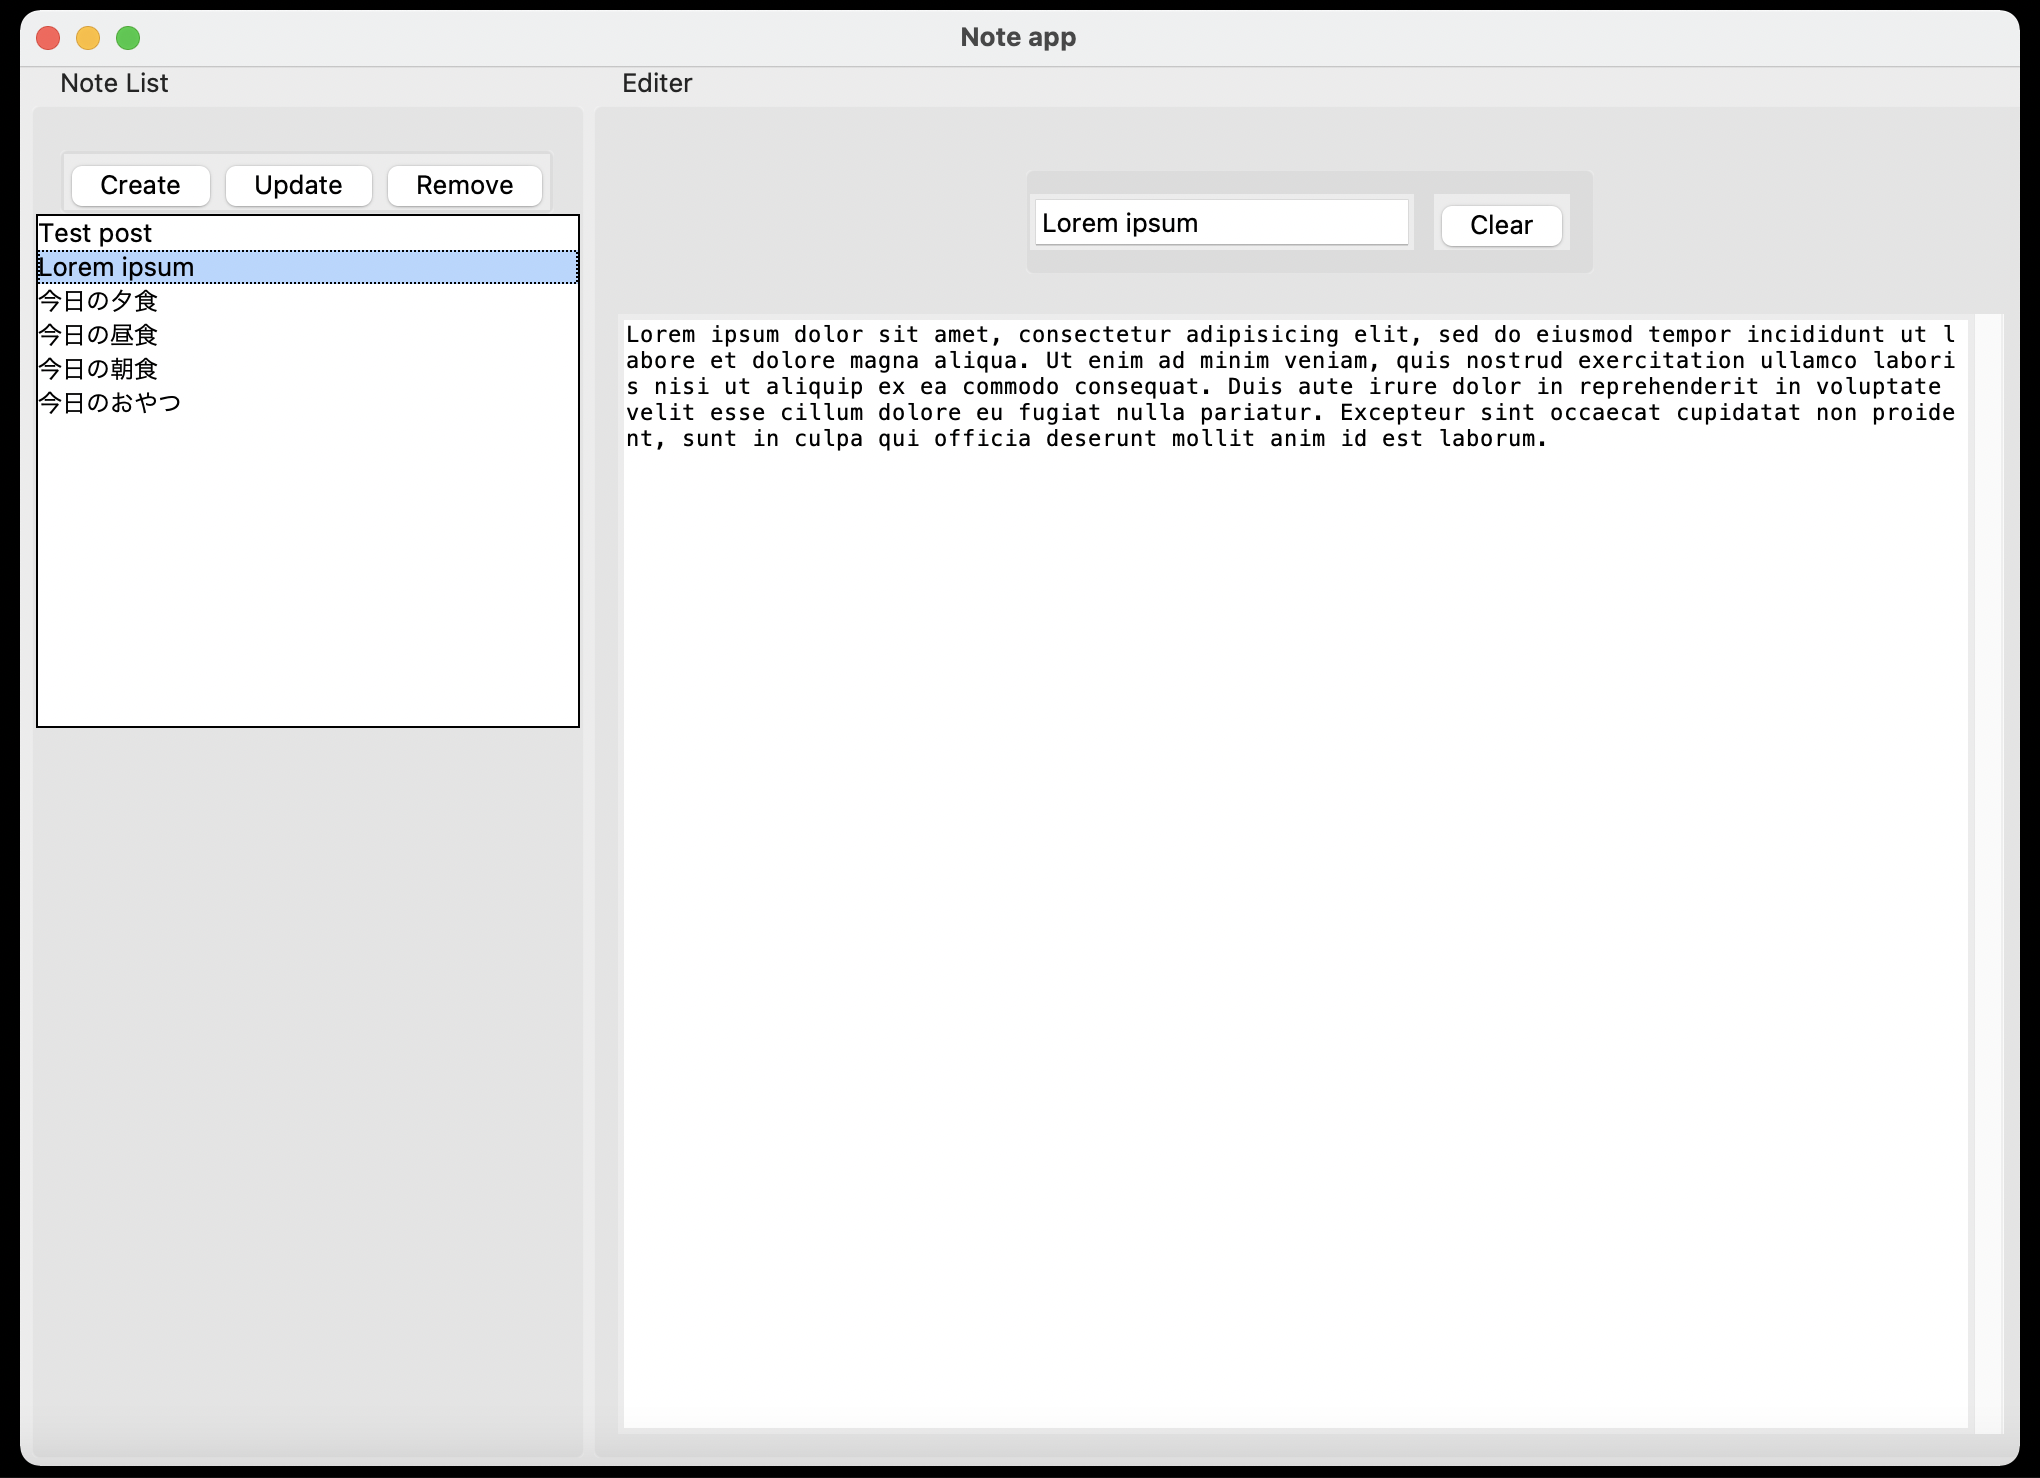 Note app
Note List
Editer
Create Update Remove
Test post
Lorem ipsum
今日の夕食
今日の昼食
今日の朝食
今日のおやつ
Lorem ipsum
Clear
Lorem ipsum dolor sit amet, consectetur adipisicing elit, sed do eiusmod tempor incididunt ut l
abore et dolore magna aliqua. Ut enim ad minim veniam, quis nostrud exercitation ullamco labori
s nisi ut aliquip ex ea commodo consequat. Duis aute irure dolor in reprehenderit in voluptate
velit esse cillum dolore eu fugiat nulla pariatur. Excepteur sint occaecat cupidatat non proide
nt, sunt in culpa qui officia deserunt mollit anim id est laborum.